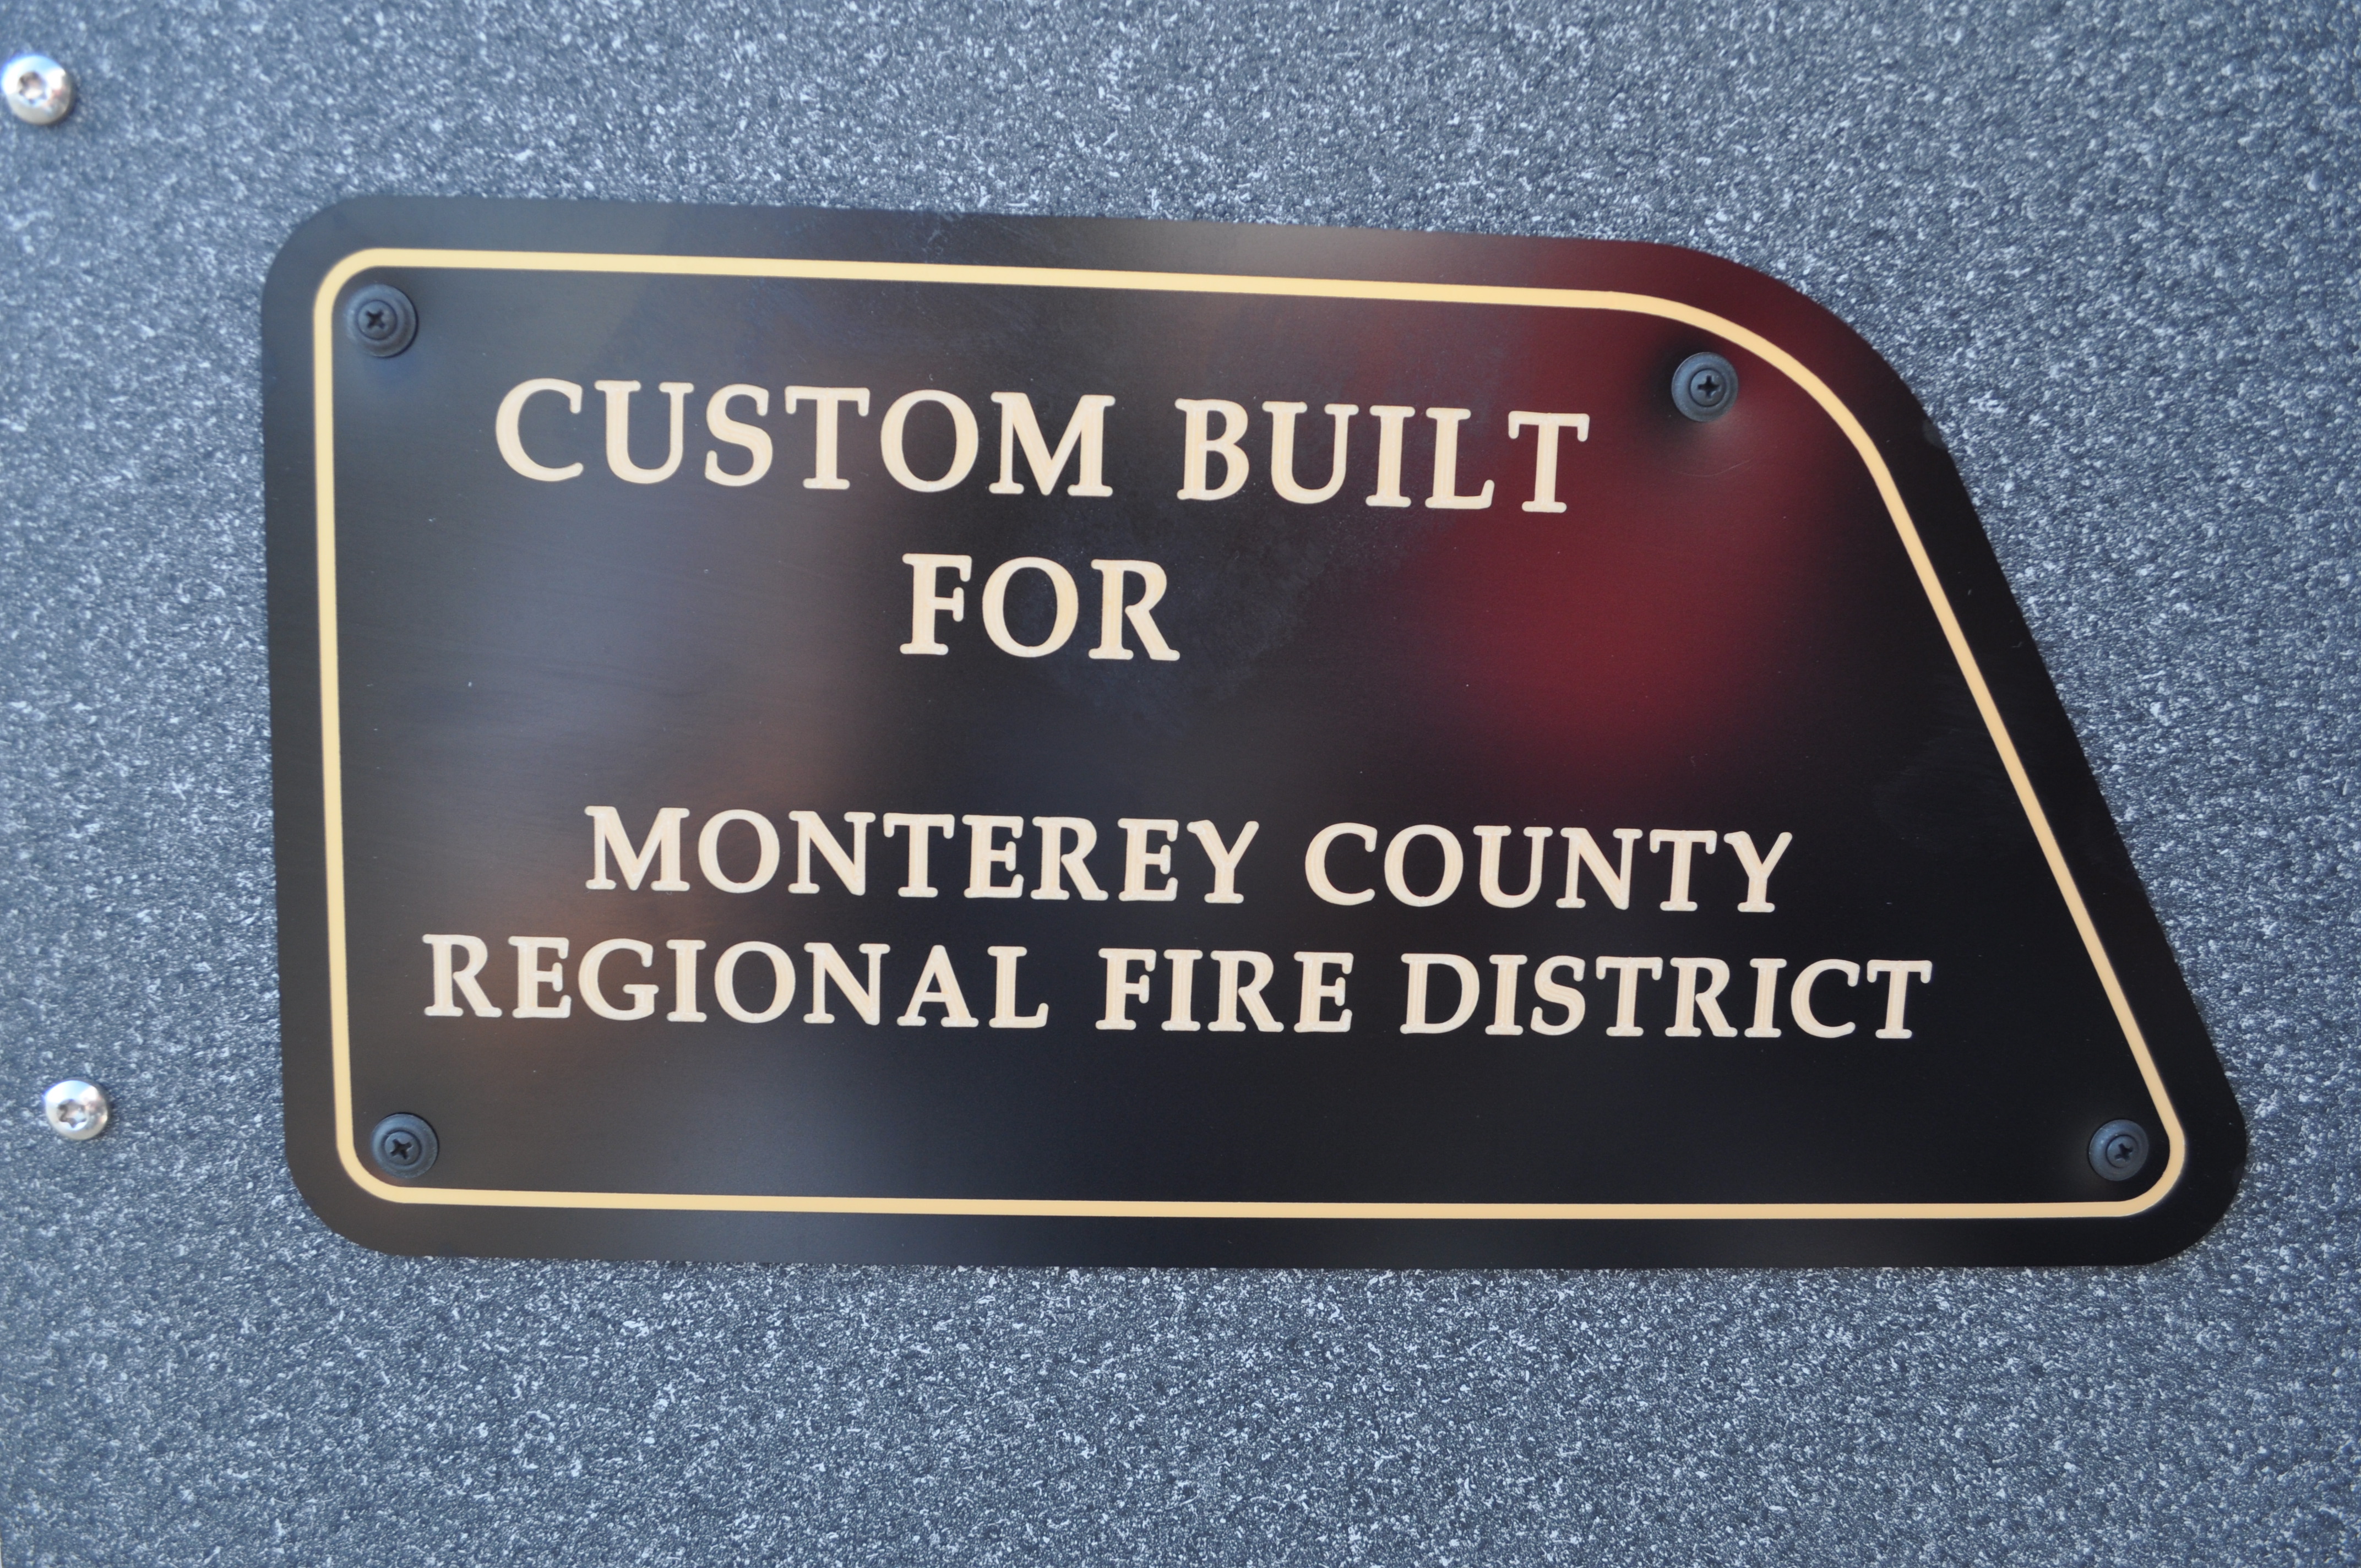 CUSTOM BUILT
FOR
MONTEREY COUNTY
REGIONAL FIRE DISTRICT